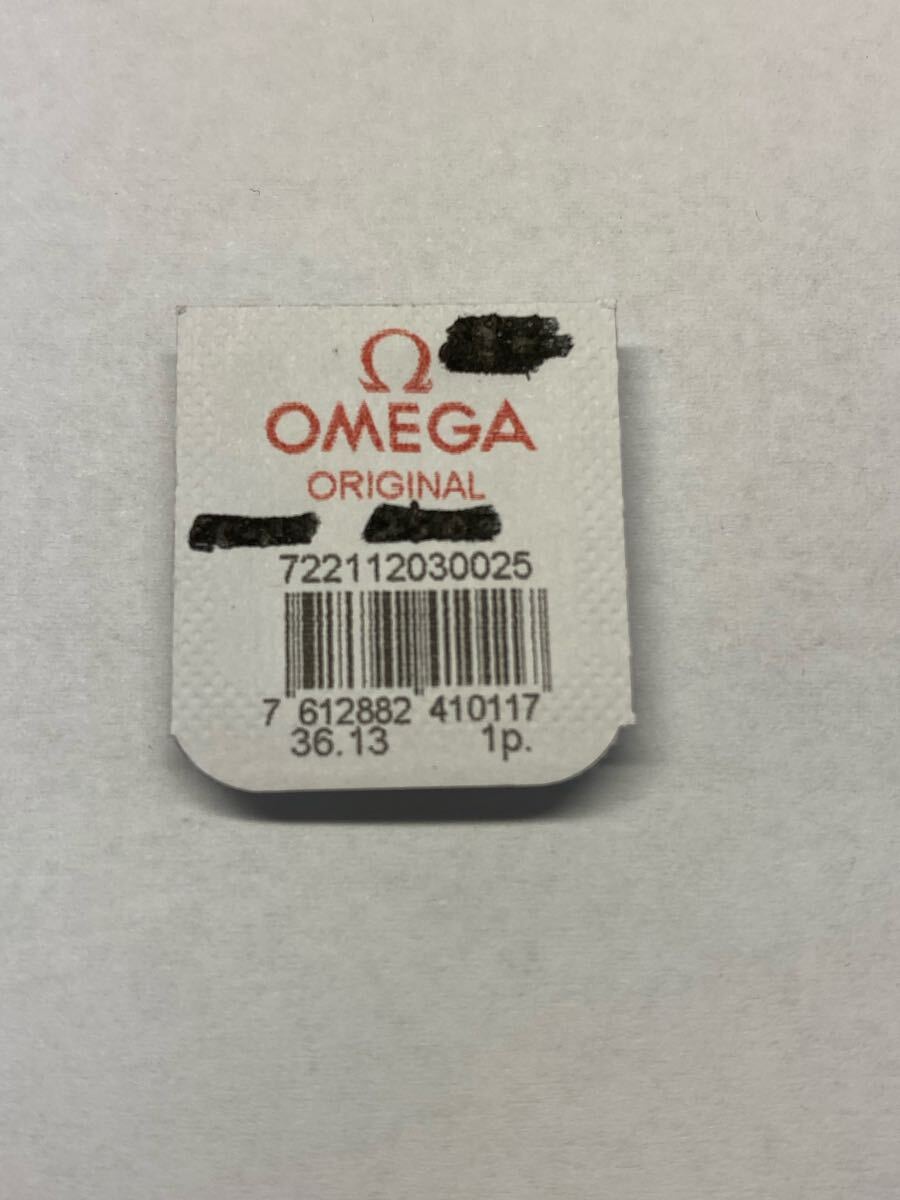 Ω
OMEGA
ORIGINAL
722112030025
7 612882 410117
36.13 1p.